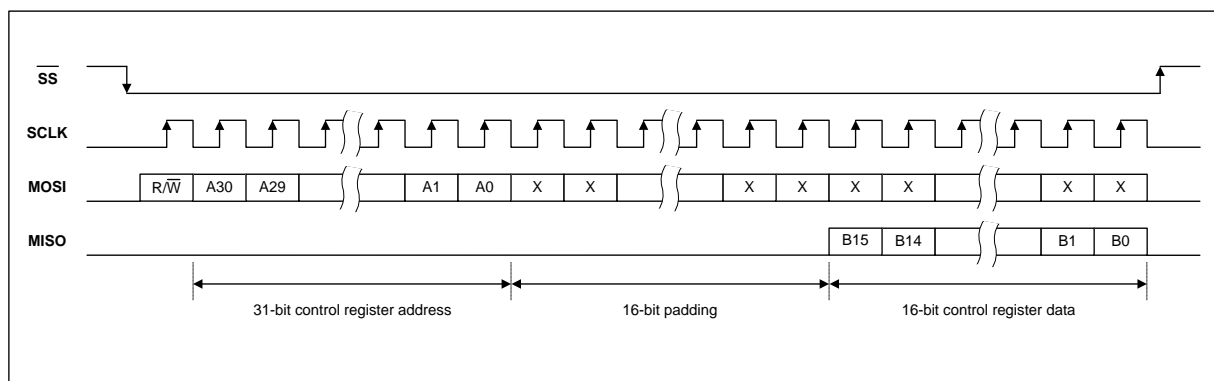 SS
SCLK
MOSI R/W A30 A29 A1 A0 X X X X X X X X
MISO B15 B14 B1 B0
31-bit control register address 16-bit padding 16-bit control register data